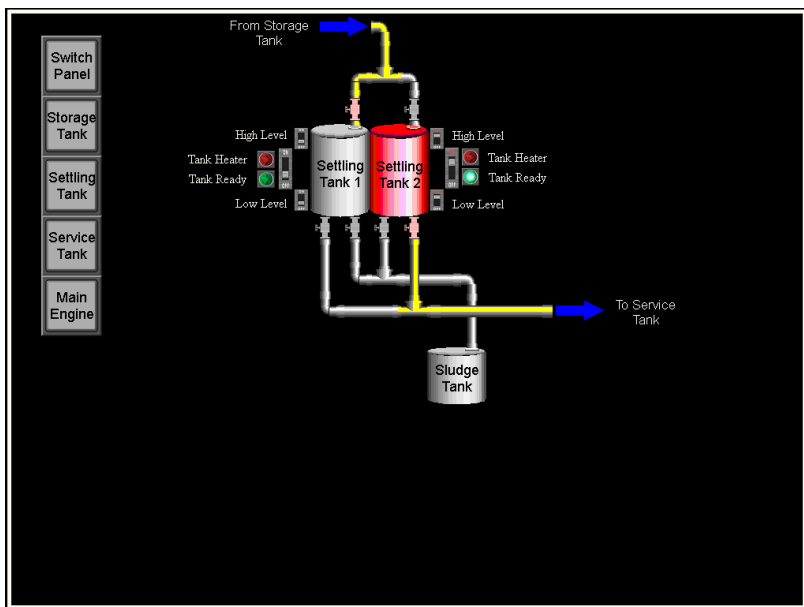 From Storage
Tank
Switch
Panel
Storage
Tank
Settling
Tank
Service
Tank
Main
Engine
High Level
Tank Heater
Tank Ready
Low Level
Settling
Tank 1
Settling
Tank 2
High Level
Tank Heater
Tank Ready
Low Level
To Service
Tank
Sludge
Tank